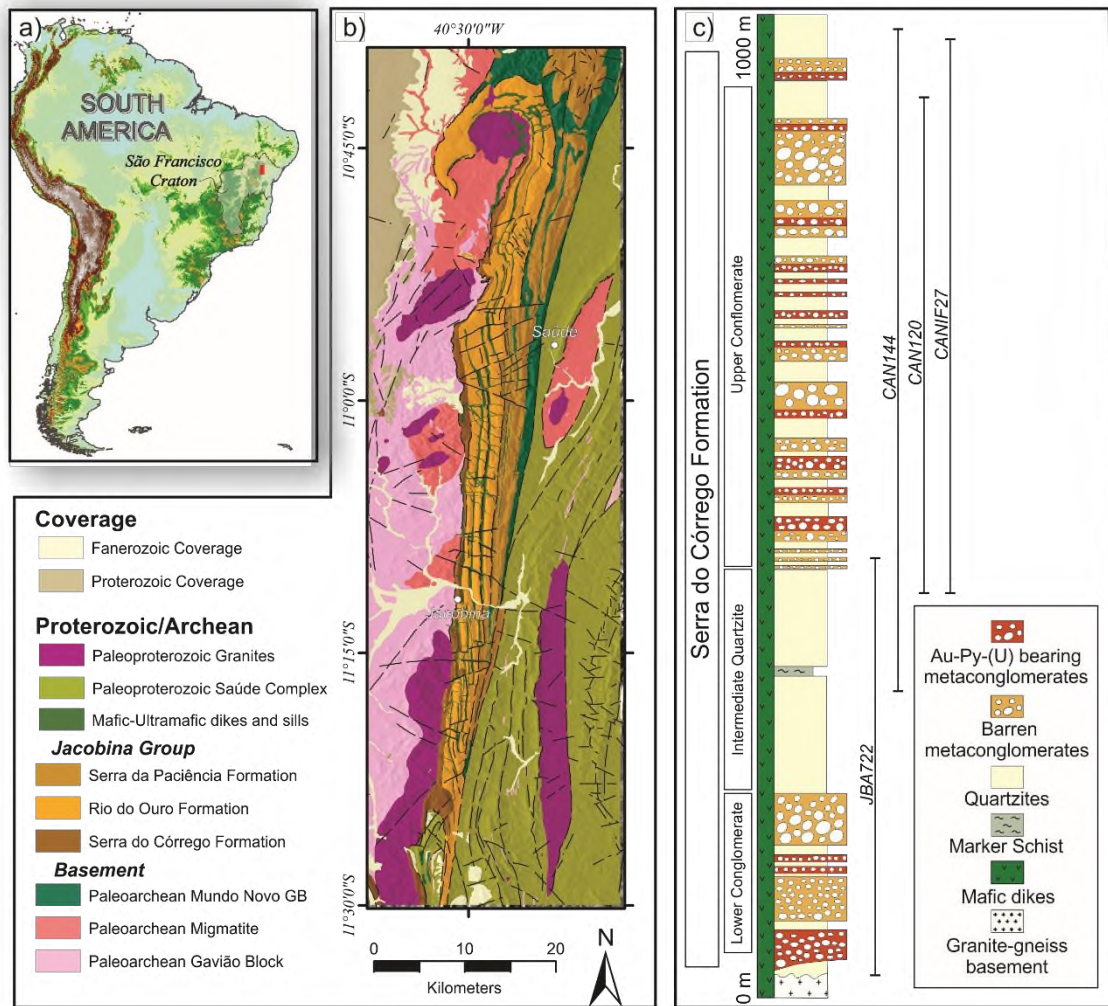 a)
SOUTH
AMERICA
São Francisco
Craton
b)
40°30'0"W
10°45'0"S
11°0'0"S
11°15'0"S
11°30'0"S
Saúde
Jacobina
0 10 20
Kilometers
N
Coverage
Fanerozoic Coverage
Proterozoic Coverage
Proterozoic/Archean
Paleoproterozoic Granites
Paleoproterozoic Saúde Complex
Mafic-Ultramafic dikes and sills
Jacobina Group
Serra da Paciência Formation
Rio do Ouro Formation
Serra do Córrego Formation
Basement
Paleoarchean Mundo Novo GB
Paleoarchean Migmatite
Paleoarchean Gavião Block
c)
1000 m
0 m
Serra do Córrego Formation
Upper Conflomerate
Intermediate Quartzite
Lower Conglomerate
CAN144
CAN120
CANIF27
JBA722
Au-Py-(U) bearing
metaconglomerates
Barren
metaconglomerates
Quartzites
Marker Schist
Mafic dikes
Granite-gneiss
basement